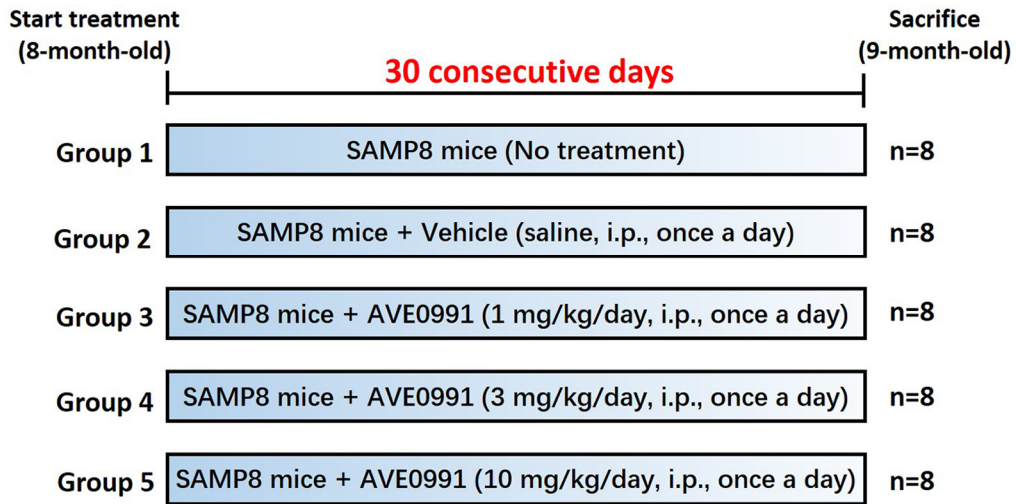 Start treatment
(8-month-old)
Sacrifice
(9-month-old)
30 consecutive days
Group 1
SAMP8 mice (No treatment)
n=8
Group 2
SAMP8 mice + Vehicle (saline, i.p., once a day)
n=8
Group 3
SAMP8 mice + AVE0991 (1 mg/kg/day, i.p., once a day)
n=8
Group 4
SAMP8 mice + AVE0991 (3 mg/kg/day, i.p., once a day)
n=8
Group 5
SAMP8 mice + AVE0991 (10 mg/kg/day, i.p., once a day)
n=8